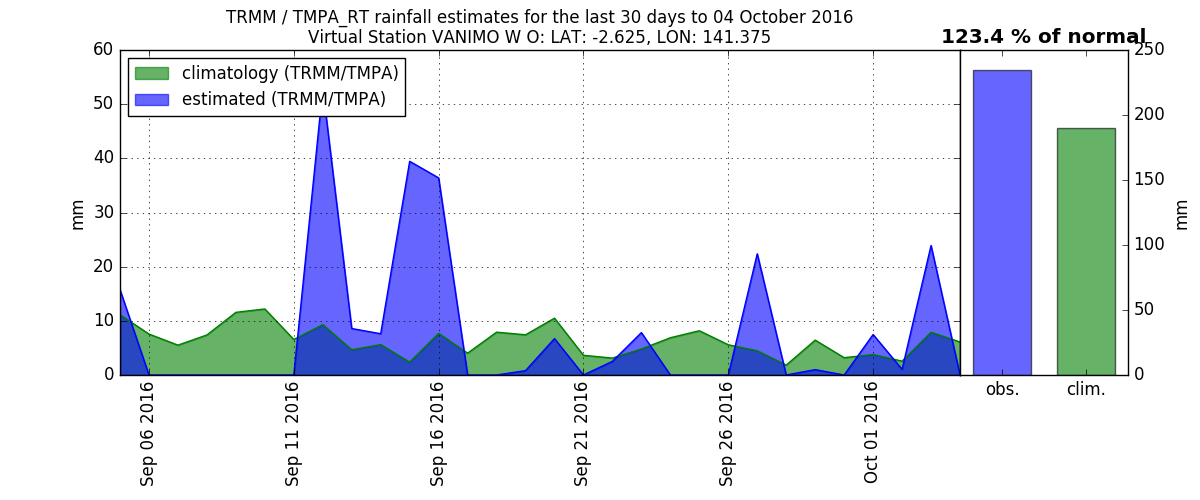 TRMM / TMPA_RT rainfall estimates for the last 30 days to 04 October 2016
Virtual Station VANIMO W O: LAT: -2.625, LON: 141.375
123.4 % of normal
climatology (TRMM/TMPA)
estimated (TRMM/TMPA)
60
50
40
30
20
10
0
mm
Sep 06 2016
Sep 11 2016
Sep 16 2016
Sep 21 2016
Sep 26 2016
Oct 01 2016
obs.
clim.
250
200
150
100
50
0
mm